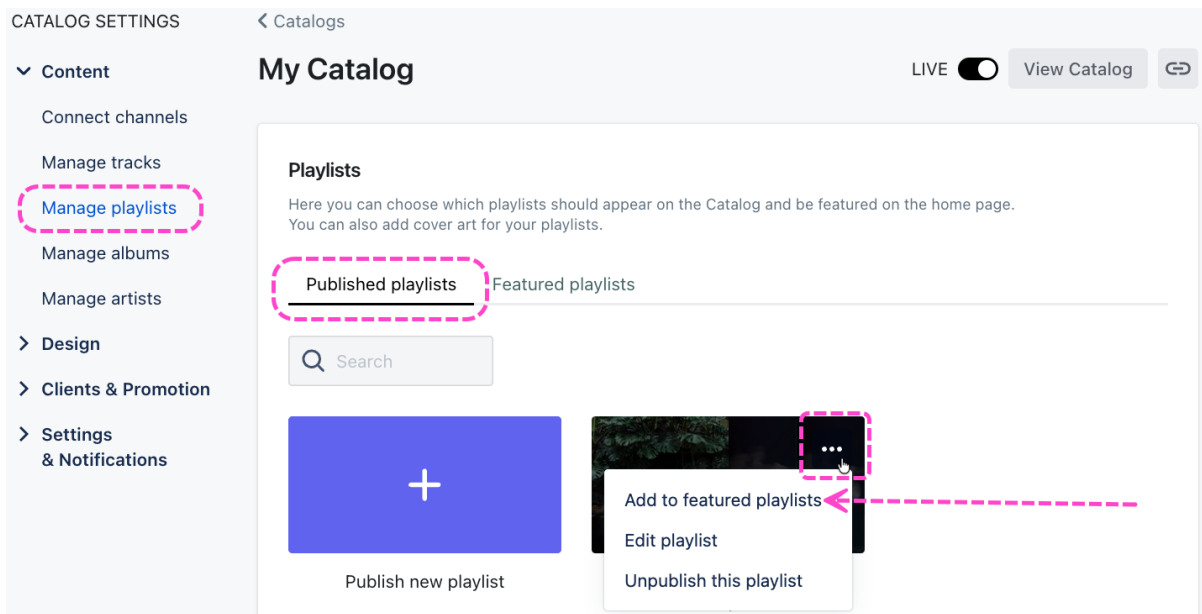 CATALOG SETTINGS
Content
Connect channels
Manage tracks
Manage playlists
Manage albums
Manage artists
Design
Clients & Promotion
Settings
& Notifications
Catalogs
My Catalog
LIVE
View Catalog
Playlists
Here you can choose which playlists should appear on the Catalog and be featured on the home page.
You can also add cover art for your playlists.
Published playlists
Featured playlists
Search
Publish new playlist
Add to featured playlists
Edit playlist
Unpublish this playlist